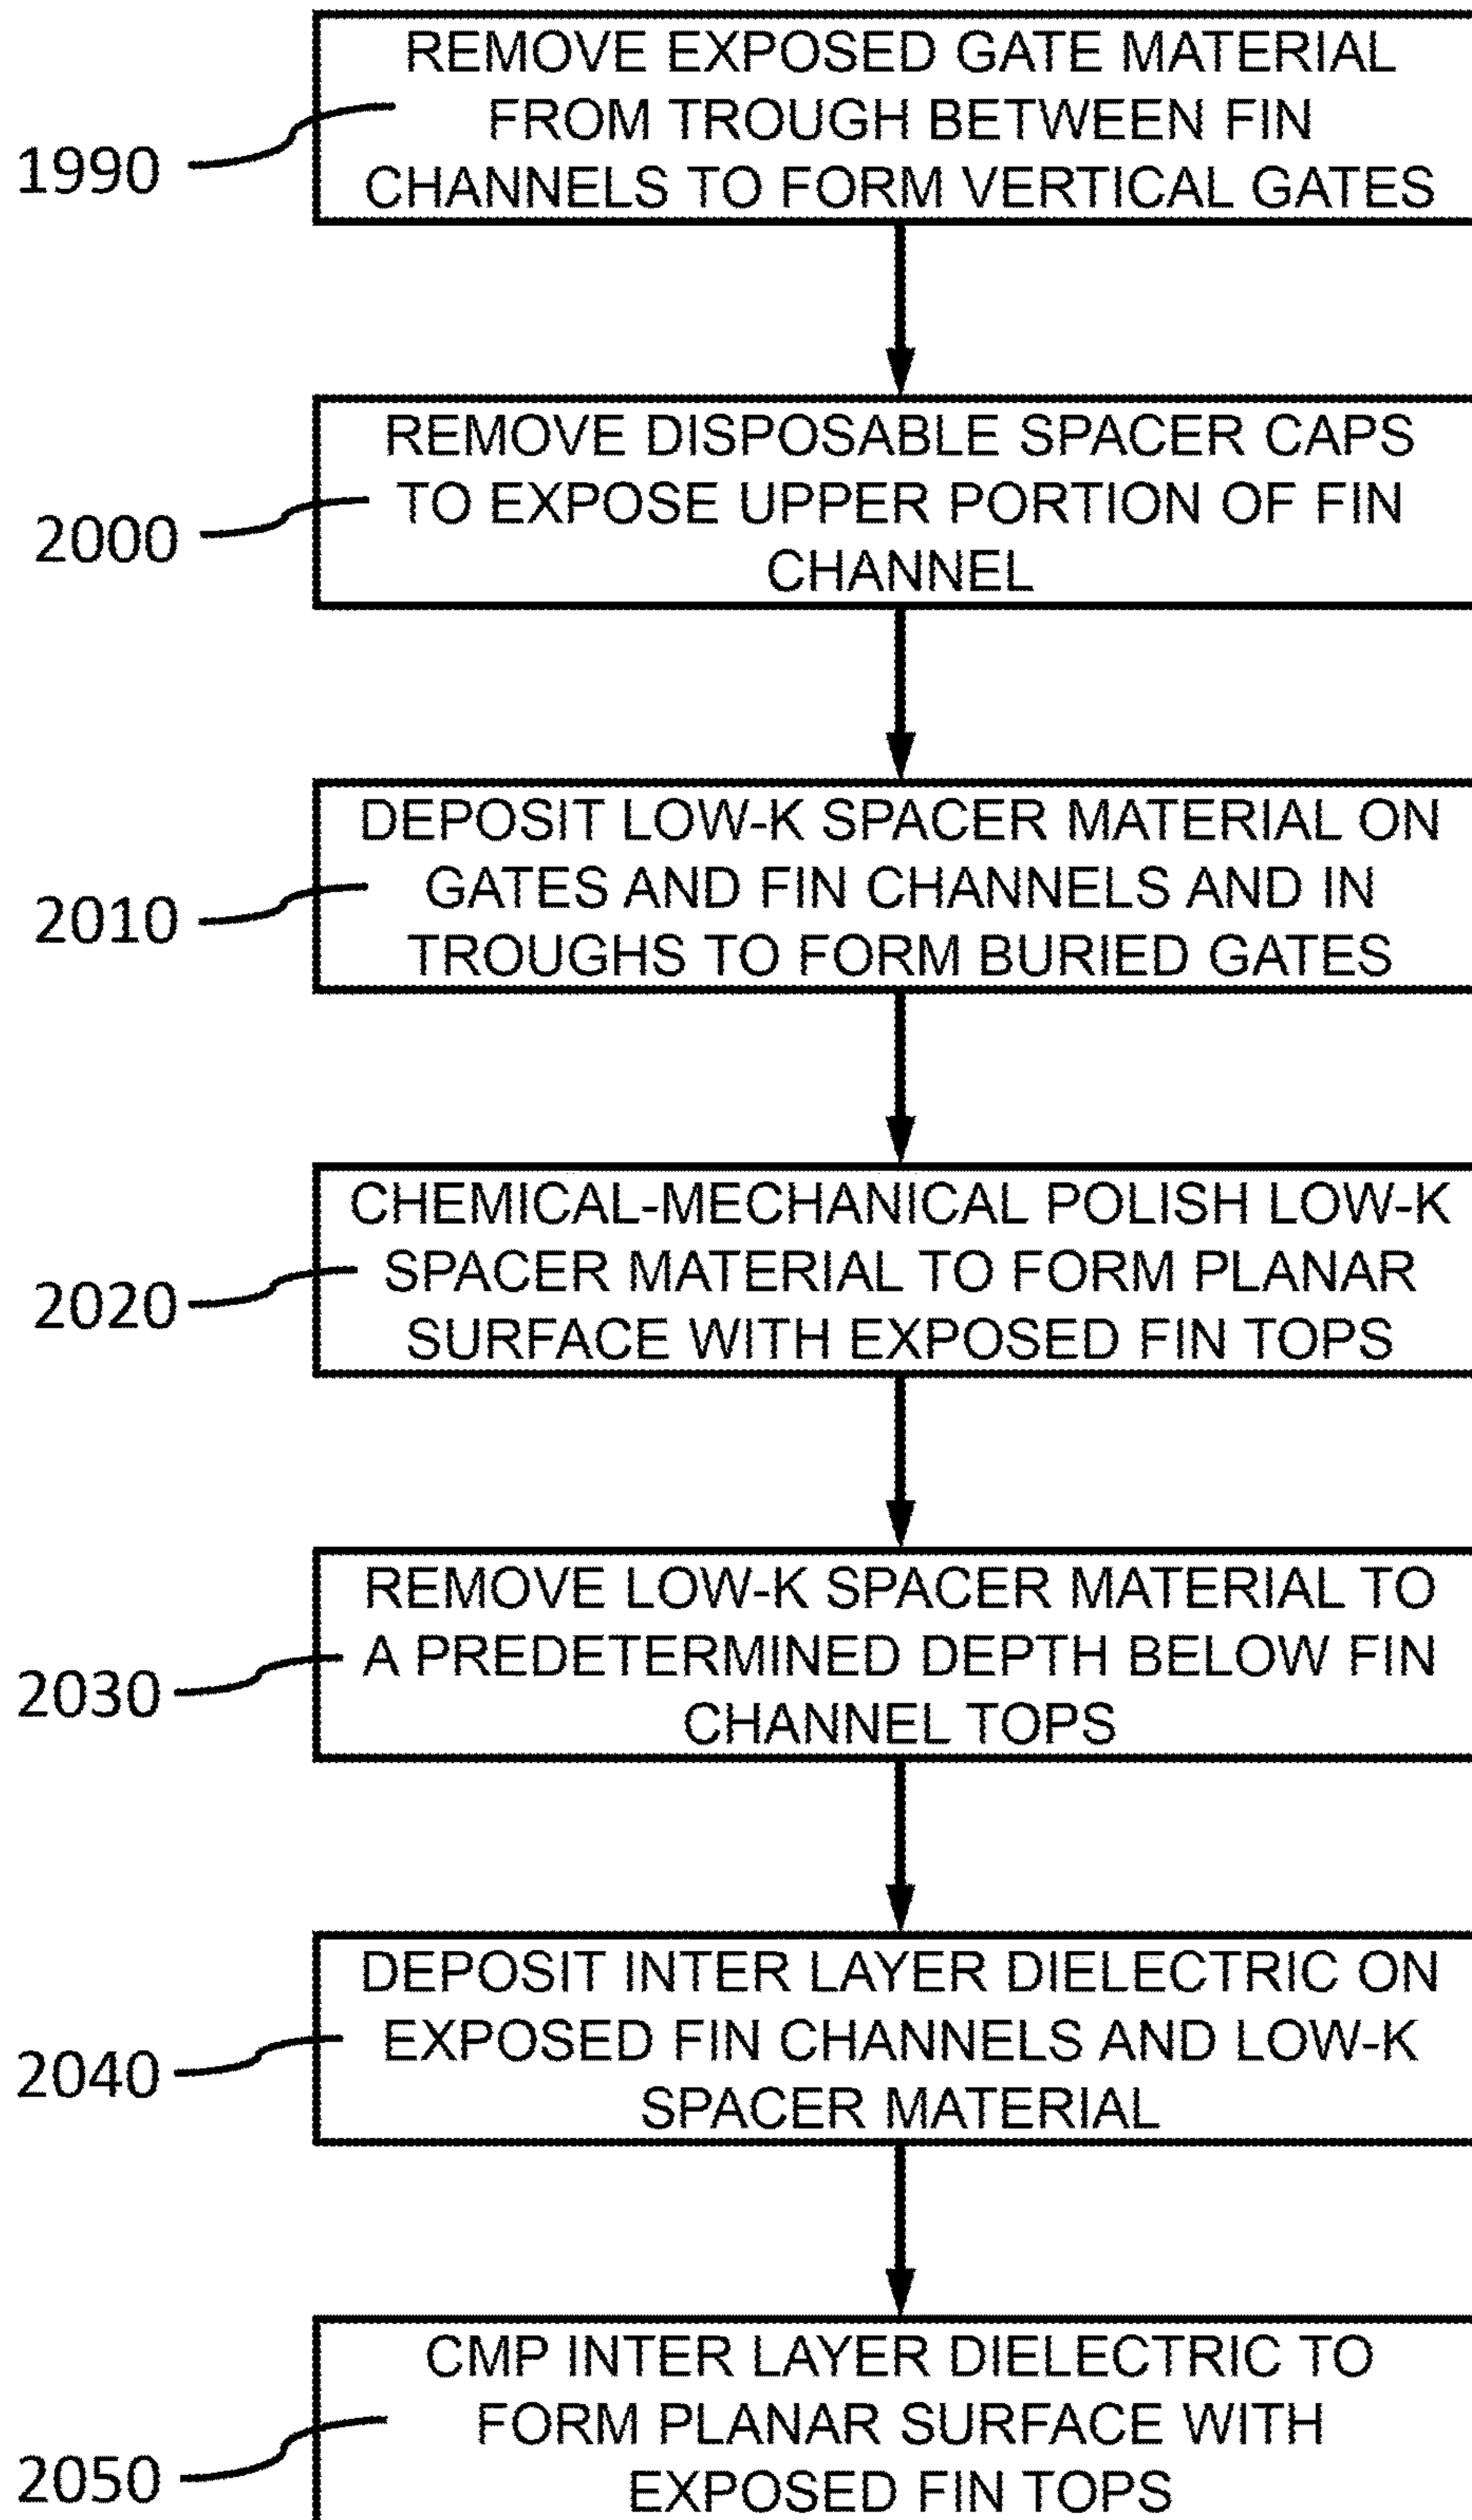 REMOVE EXPOSED GATE MATERIAL
FROM TROUGH BETWEEN FIN
CHANNELS TO FORM VERTICAL GATES
1990
REMOVE DISPOSABLE SPACER CAPS
TO EXPOSE UPPER PORTION OF FIN
CHANNEL
2000
DEPOSIT LOW-K SPACER MATERIAL ON
GATES AND FIN CHANNELS AND IN
TROUGHS TO FORM BURIED GATES
2010
CHEMICAL-MECHANICAL POLISH LOW-K
SPACER MATERIAL TO FORM PLANAR
SURFACE WITH EXPOSED FIN TOPS
2020
REMOVE LOW-K SPACER MATERIAL TO
A PREDETERMINED DEPTH BELOW FIN
CHANNEL TOPS
2030
DEPOSIT INTER LAYER DIELECTRIC ON
EXPOSED FIN CHANNELS AND LOW-K
SPACER MATERIAL
2040
CMP INTER LAYER DIELECTRIC TO
FORM PLANAR SURFACE WITH
EXPOSED FIN TOPS
2050